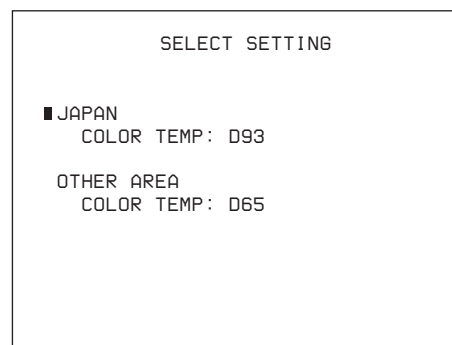 SELECT SETTING
JAPAN
COLOR TEMP: D93
OTHER AREA
COLOR TEMP: D65